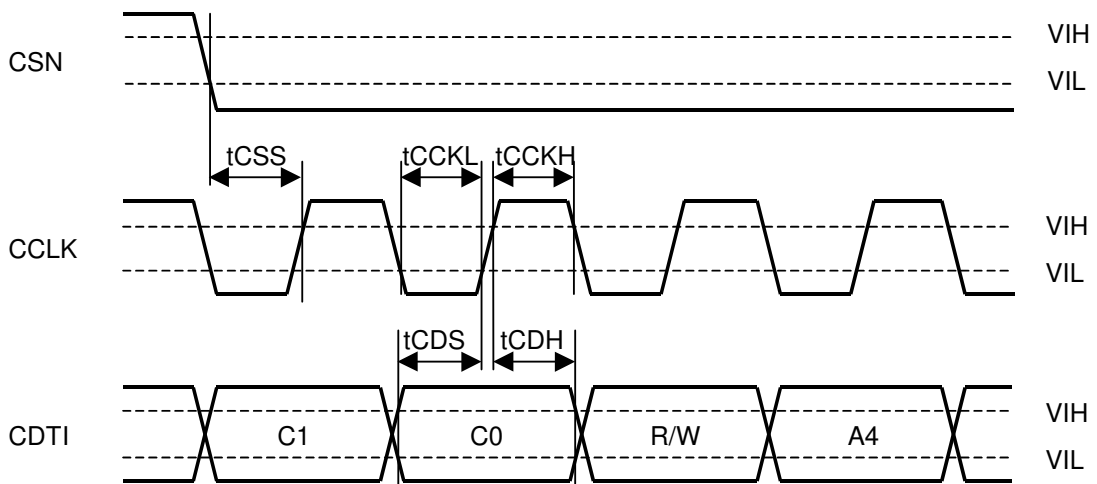 CSN
VIH
VIL
tCSS
tCCKL
tCCKH
CCLK
VIH
VIL
tCDS
tCDH
CDTI
C1
C0
R/W
A4
VIH
VIL